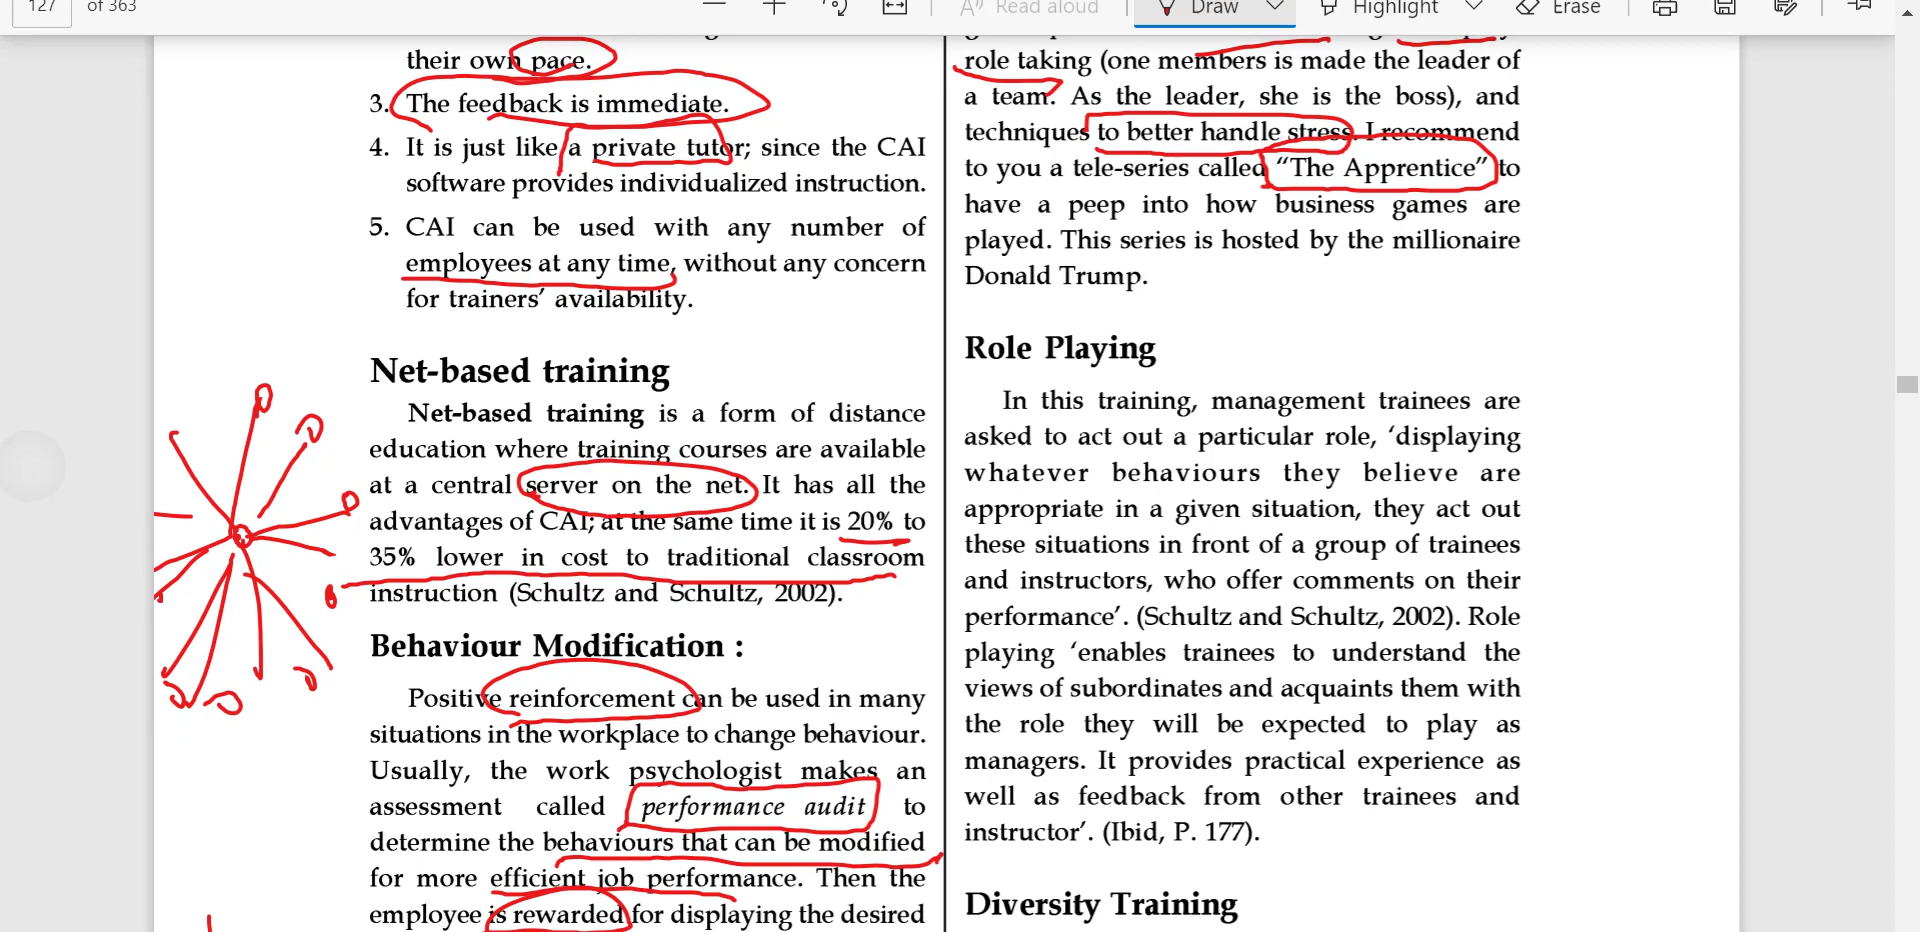 127 of 363
Read aloud
Draw
Highlight
Erase
their own pace.
3. The feedback is immediate.
4. It is just like a private tutor; since the CAI
software provides individualized instruction.
5. CAI can be used with any number of
employees at any time, without any concern
for trainers' availability.
Net-based training
Net-based training is a form of distance
education where training courses are available
at a central server on the net. It has all the
advantages of CAI; at the same time it is 20% to
35% lower in cost to traditional classroom
instruction (Schultz and Schultz, 2002).
Behaviour Modification :
Positive reinforcement can be used in many
situations in the workplace to change behaviour.
Usually, the work psychologist makes an
assessment called performance audit to
determine the behaviours that can be modified
for more efficient job performance. Then the
employee is rewarded for displaying the desired
role taking (one members is made the leader of
a team. As the leader, she is the boss), and
techniques to better handle stress. I recommend
to you a tele-series called "The Apprentice" to
have a peep into how business games are
played. This series is hosted by the millionaire
Donald Trump.
Role Playing
In this training, management trainees are
asked to act out a particular role, 'displaying
whatever behaviours they believe are
appropriate in a given situation, they act out
these situations in front of a group of trainees
and instructors, who offer comments on their
performance'. (Schultz and Schultz, 2002). Role
playing 'enables trainees to understand the
views of subordinates and acquaints them with
the role they will be expected to play as
managers. It provides practical experience as
well as feedback from other trainees and
instructor'. (Ibid, P. 177).
Diversity Training